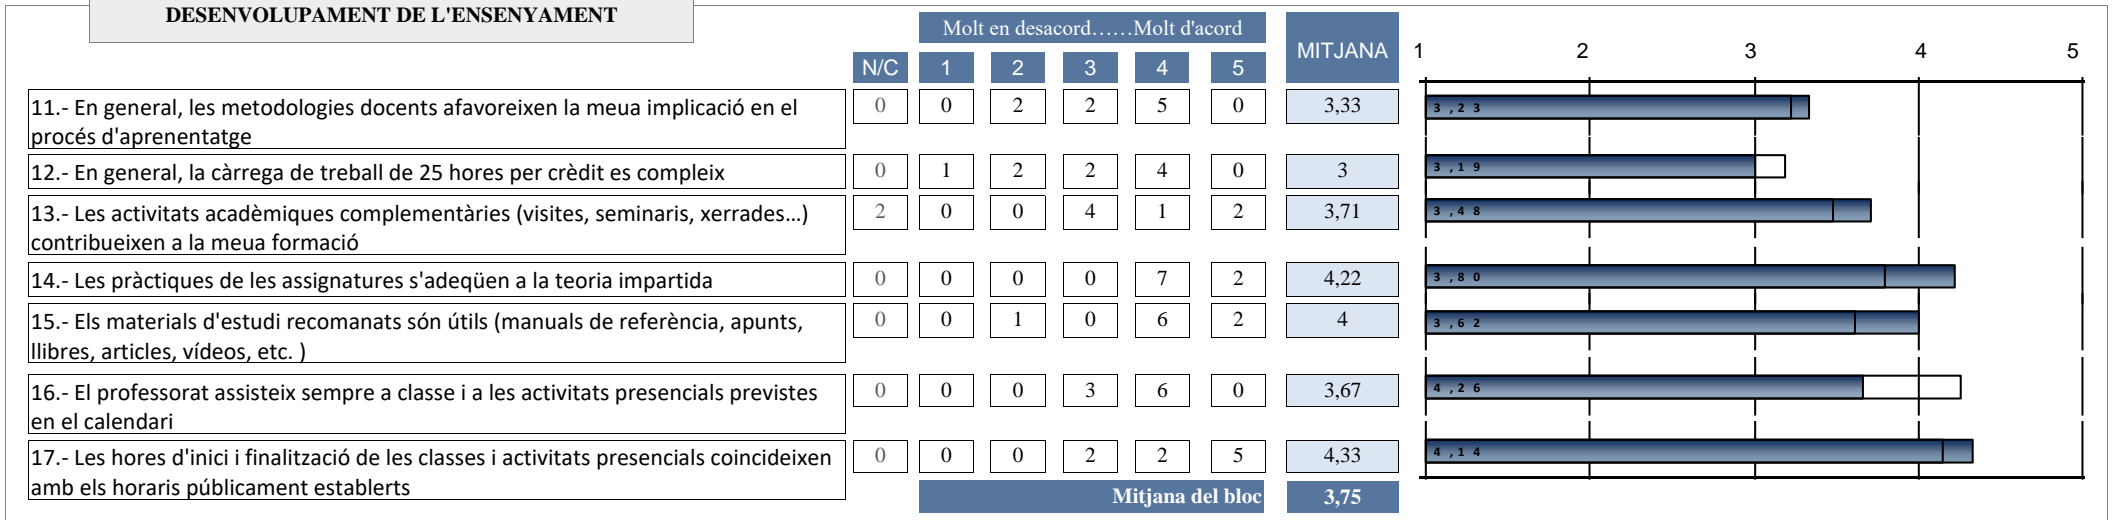 DESENVOLUPAMENT DE L'ENSENYAMENT
Molt en desacord……Molt d'acord
MITJANA
N/C 1 2 3 4 5
1 2 3 4 5
11.- En general, les metodologies docents afavoreixen la meua implicació en el
procés d'aprenentatge
0 0 2 2 5 0 3,33 3,23
12.- En general, la càrrega de treball de 25 hores per crèdit es compleix
0 1 2 2 4 0 3 3,19
13.- Les activitats acadèmiques complementàries (visites, seminaris, xerrades...)
contribueixen a la meua formació
2 0 0 4 1 2 3,71 3,48
14.- Les pràctiques de les assignatures s'adeqüen a la teoria impartida
0 0 0 0 7 2 4,22 3,80
15.- Els materials d'estudi recomanats són útils (manuals de referència, apunts,
llibres, articles, vídeos, etc. )
0 0 1 0 6 2 4 3,62
16.- El professorat assisteix sempre a classe i a les activitats presencials previstes
en el calendari
0 0 0 3 6 0 3,67 4,26
17.- Les hores d'inici i finalització de les classes i activitats presencials coincideixen
amb els horaris públicament establerts
0 0 0 2 2 5 4,33 4,14
Mitjana del bloc 3,75